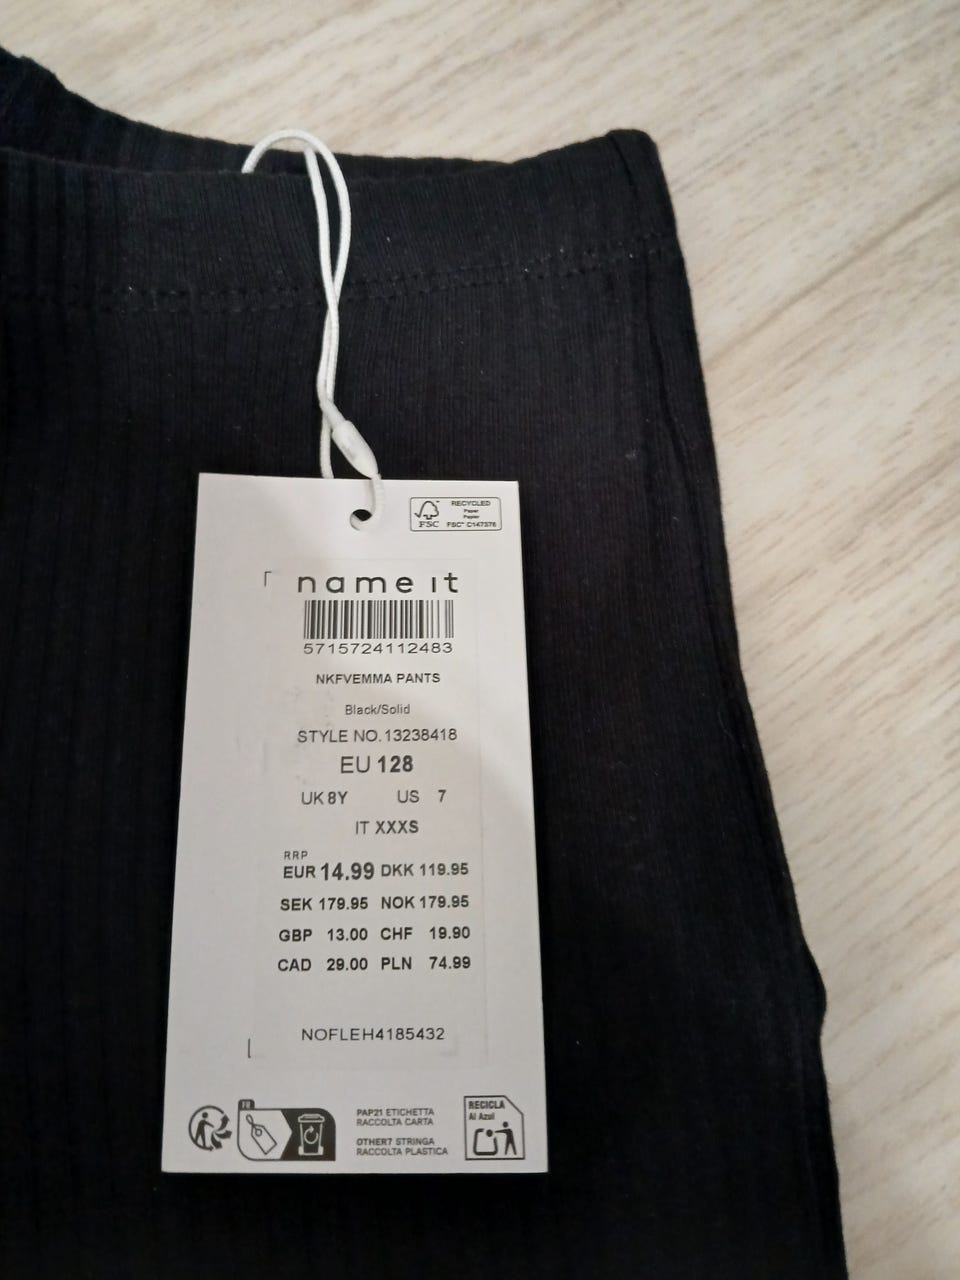 RECYCLED
Paper
Papier
FSC
FSC® C147376
name it
5715724112483
NKFVEMMA PANTS
Black/Solid
STYLE NO.13238418
EU 128
UK 8Y US 7
IT XXXS
RRP
EUR 14.99 DKK 119.95
SEK 179.95 NOK 179.95
GBP 13.00 CHF 19.90
CAD 29.00 PLN 74.99
NOFLEH4185432
FR
PAP21 ETICHETTA
RACCOLTA CARTA
OTHER7 STRINGA
RACCOLTA PLASTICA
RECICLA
Al Azul